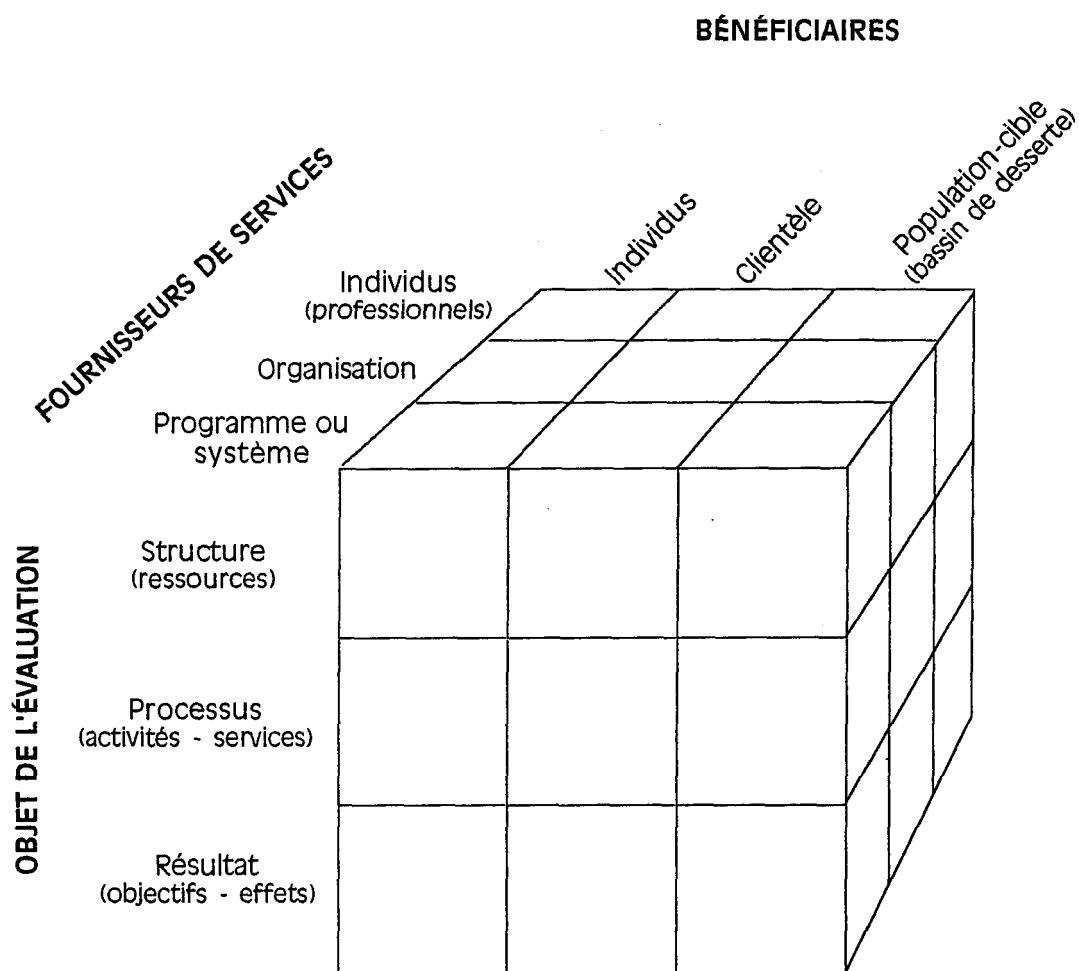 BÉNÉFICIAIRES
FOURNISSEURS DE SERVICES
Individus
Clientèle
Population-cible
(bassin de desserte)
Individus
(professionnels)
Organisation
Programme ou
système
OBJET DE L'ÉVALUATION
Structure
(ressources)
Processus
(activités - services)
Résultat
(objectifs - effets)